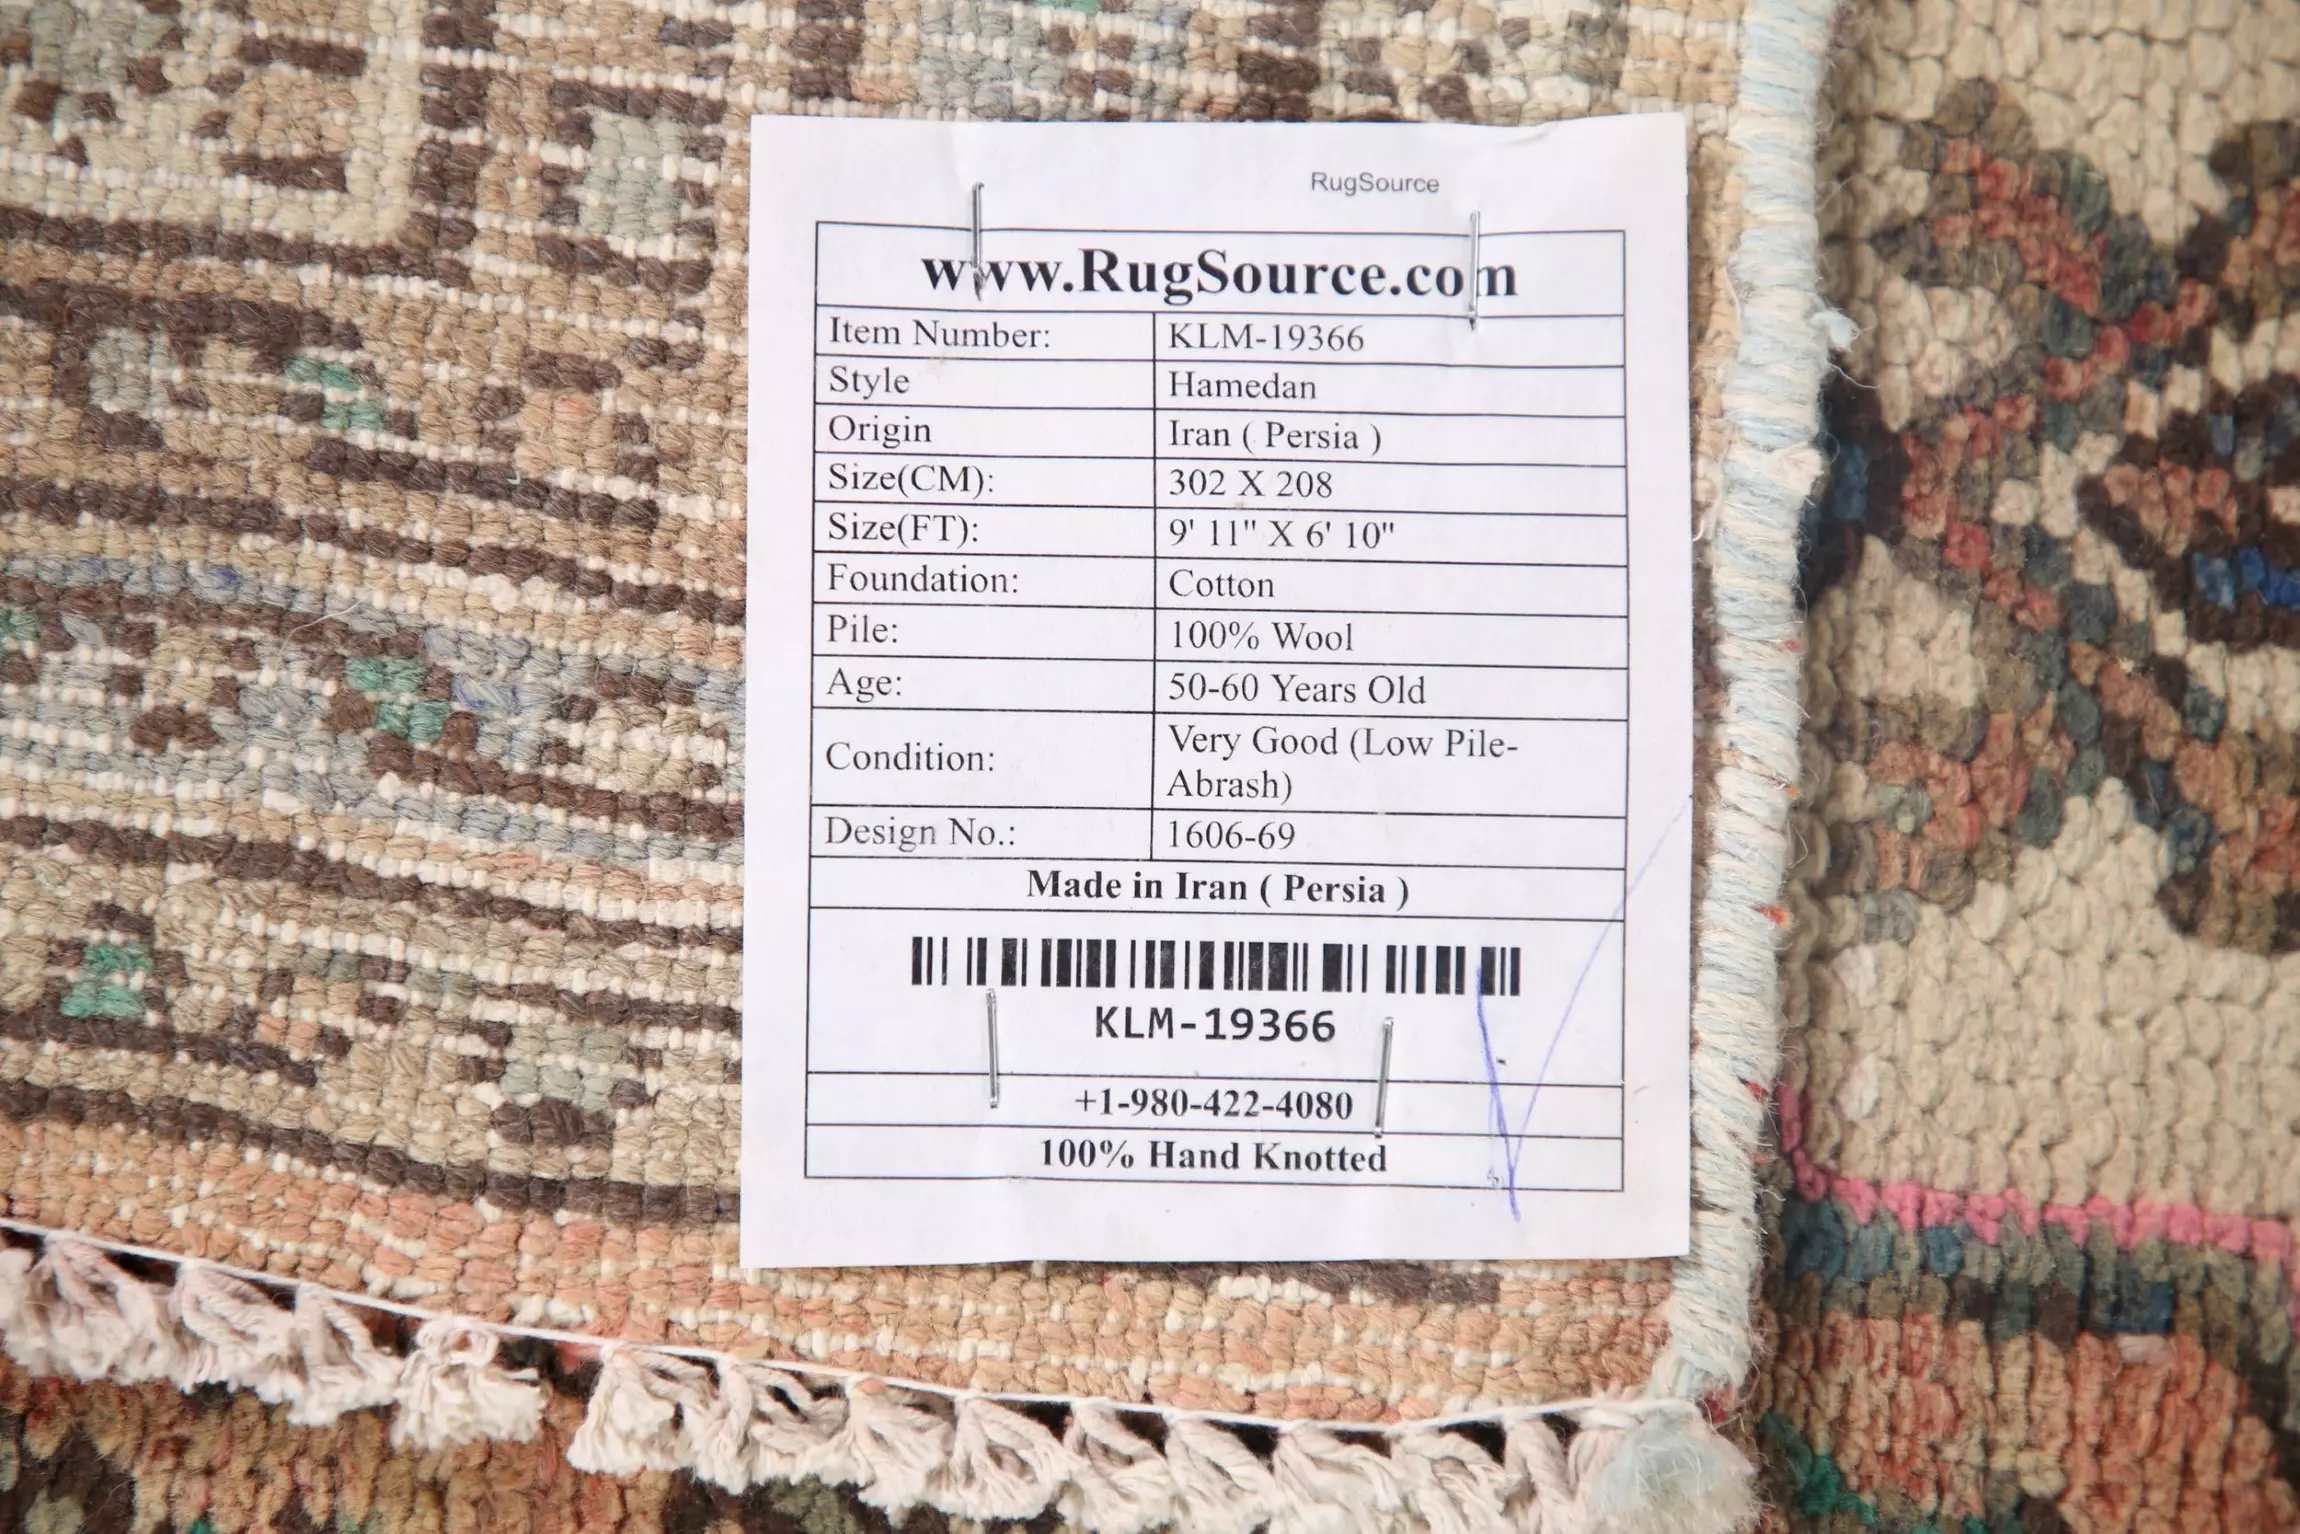 RugSource
www.RugSource.com
Item Number: KLM-19366
Style Hamedan
Origin Iran ( Persia )
Size(CM): 302 X 208
Size(FT): 9' 11" X 6' 10"
Foundation: Cotton
Pile: 100% Wool
Age: 50-60 Years Old
Condition: Very Good (Low Pile-
Abrash)
Design No.: 1606-69
Made in Iran ( Persia )
KLM-19366
+1-980-422-4080
100% Hand Knotted